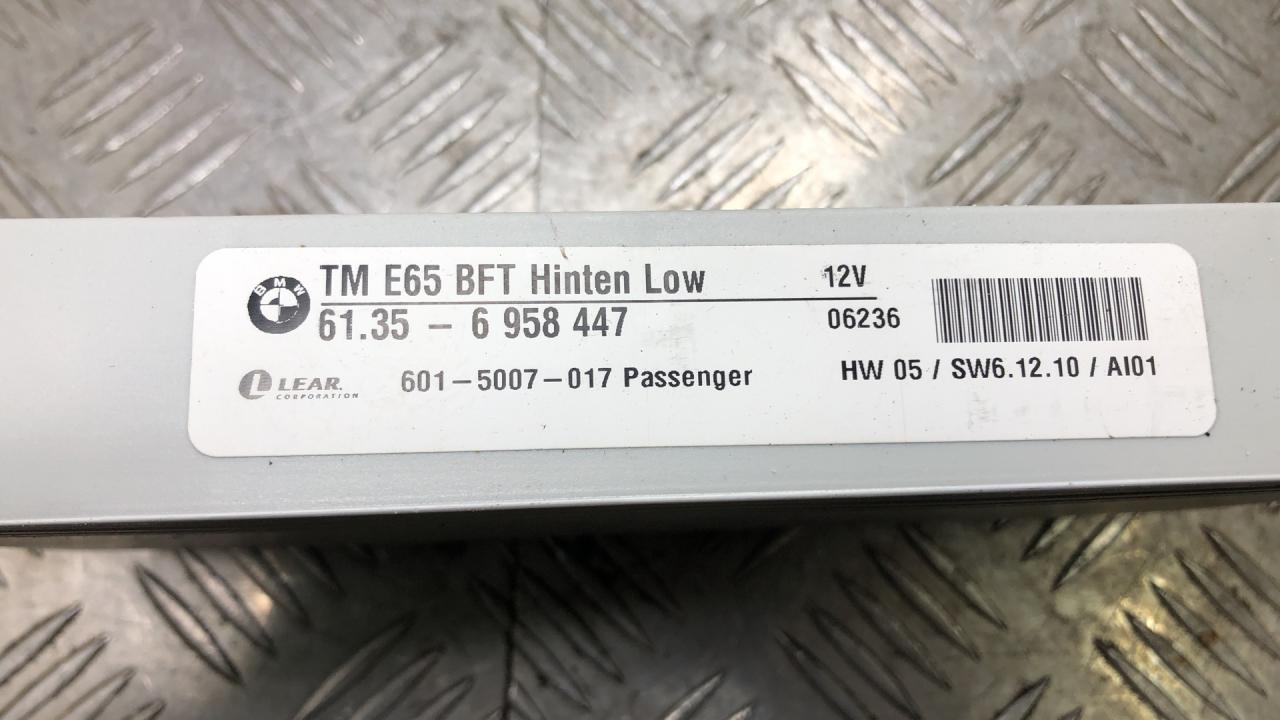 BMW
TM E65 BFT Hinten Low 12V
61.35 – 6 958 447 06236
L LEAR. CORPORATION 601–5007–017 Passenger HW 05 / SW6.12.10 / AI01